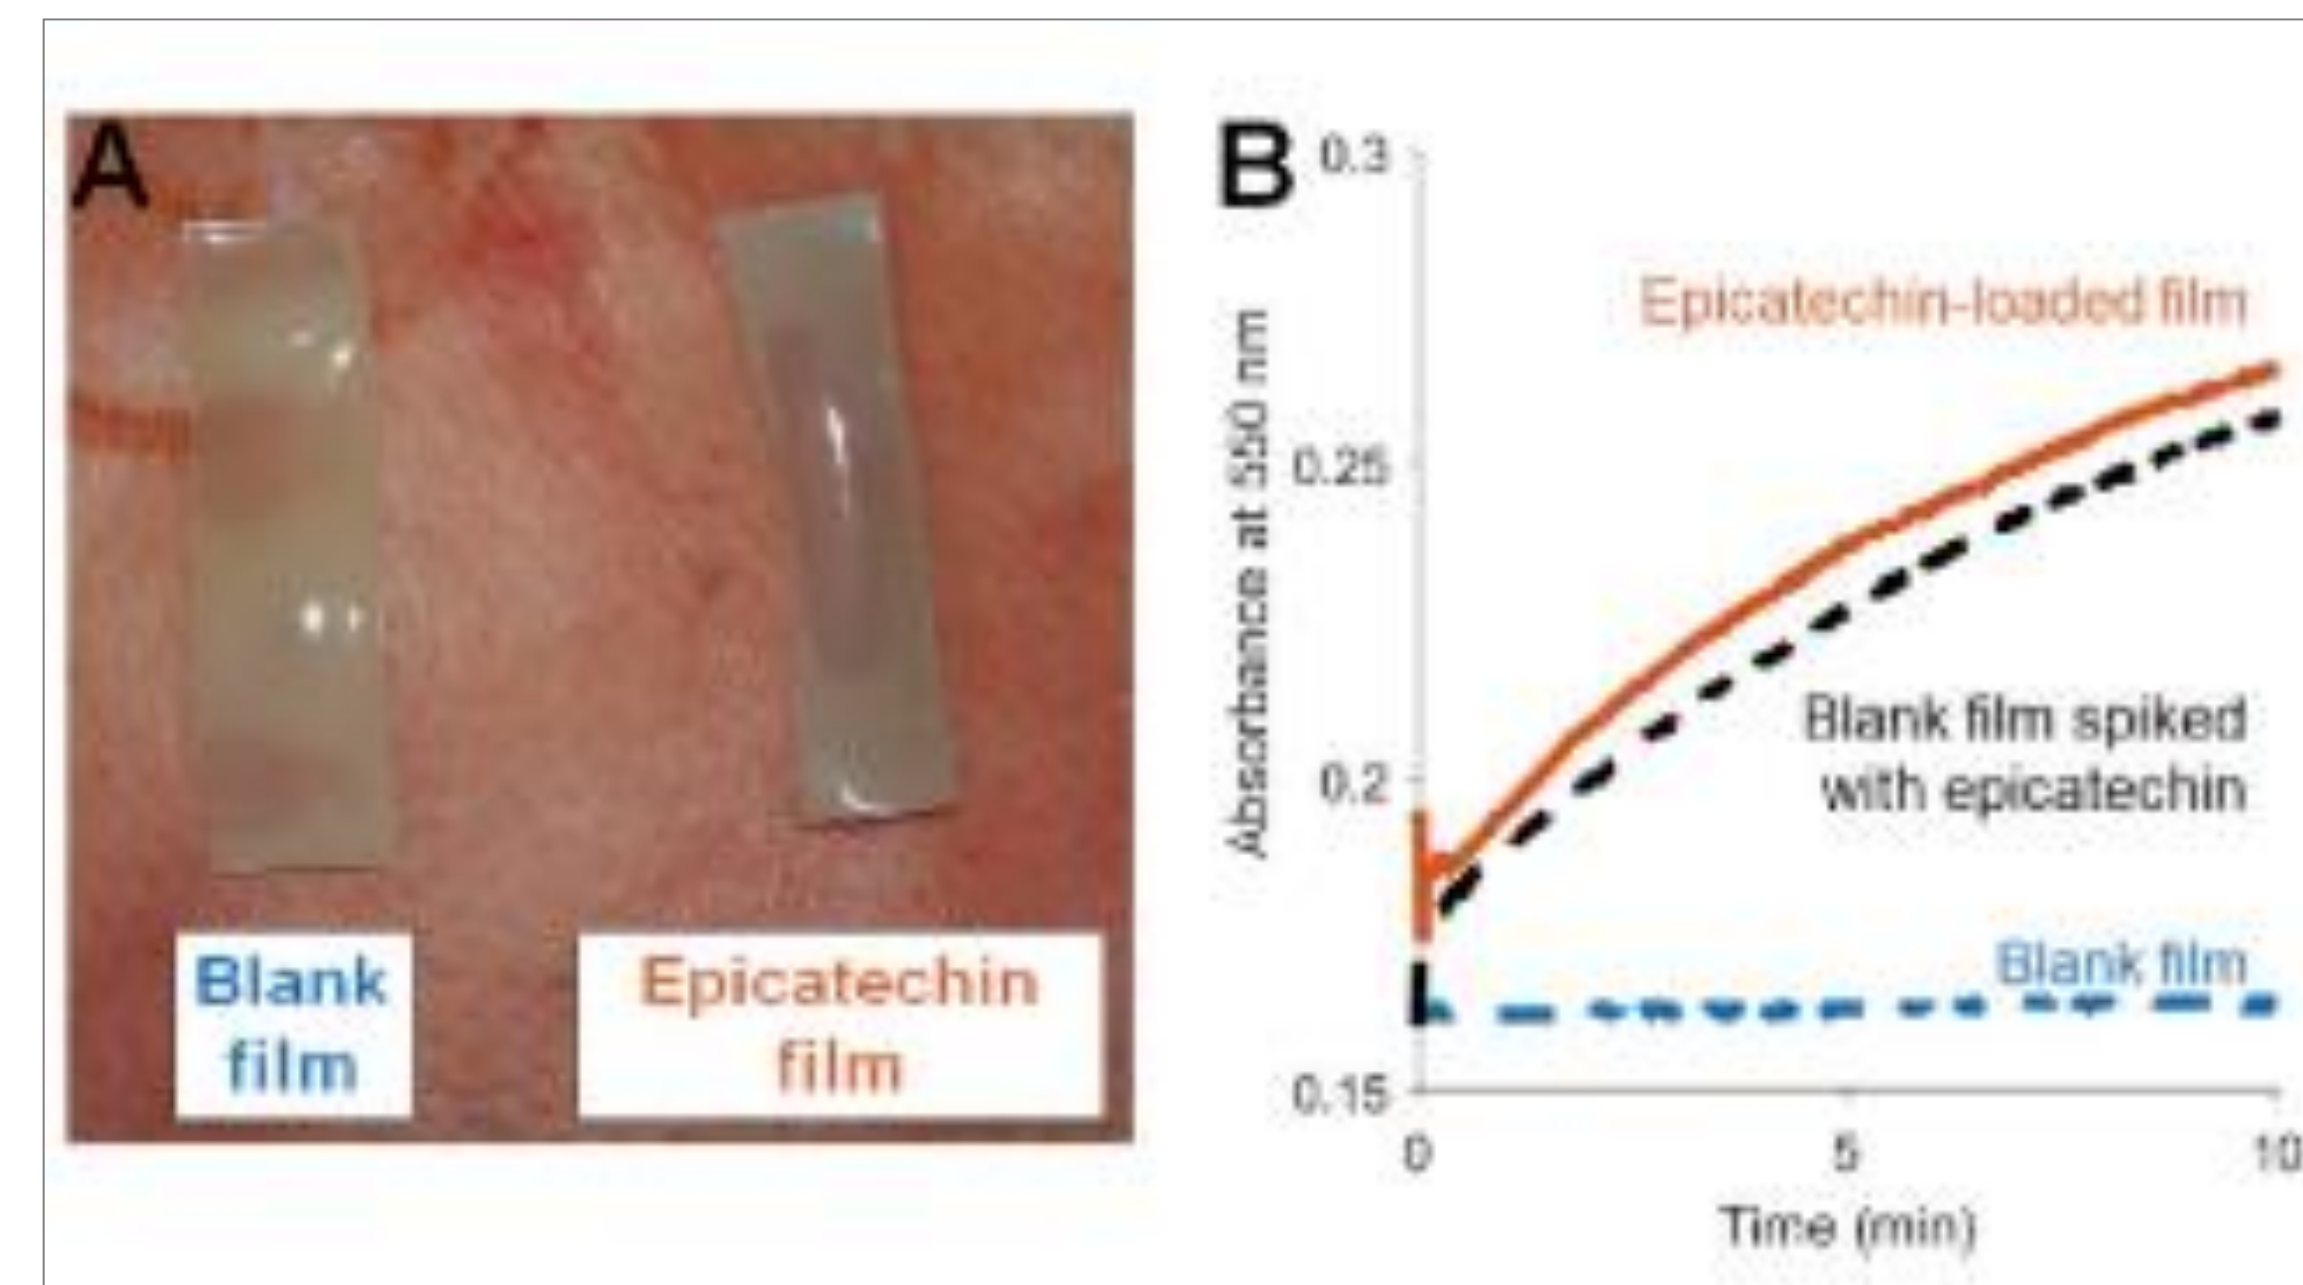 A
Blank
film
Epicatechin
film
B
0.3
0.25
0.2
0.15
Absorbance at 550 nm
Epicatechin-loaded film
Blank film spiked
with epicatechin
Blank film
0
5
10
Time (min)